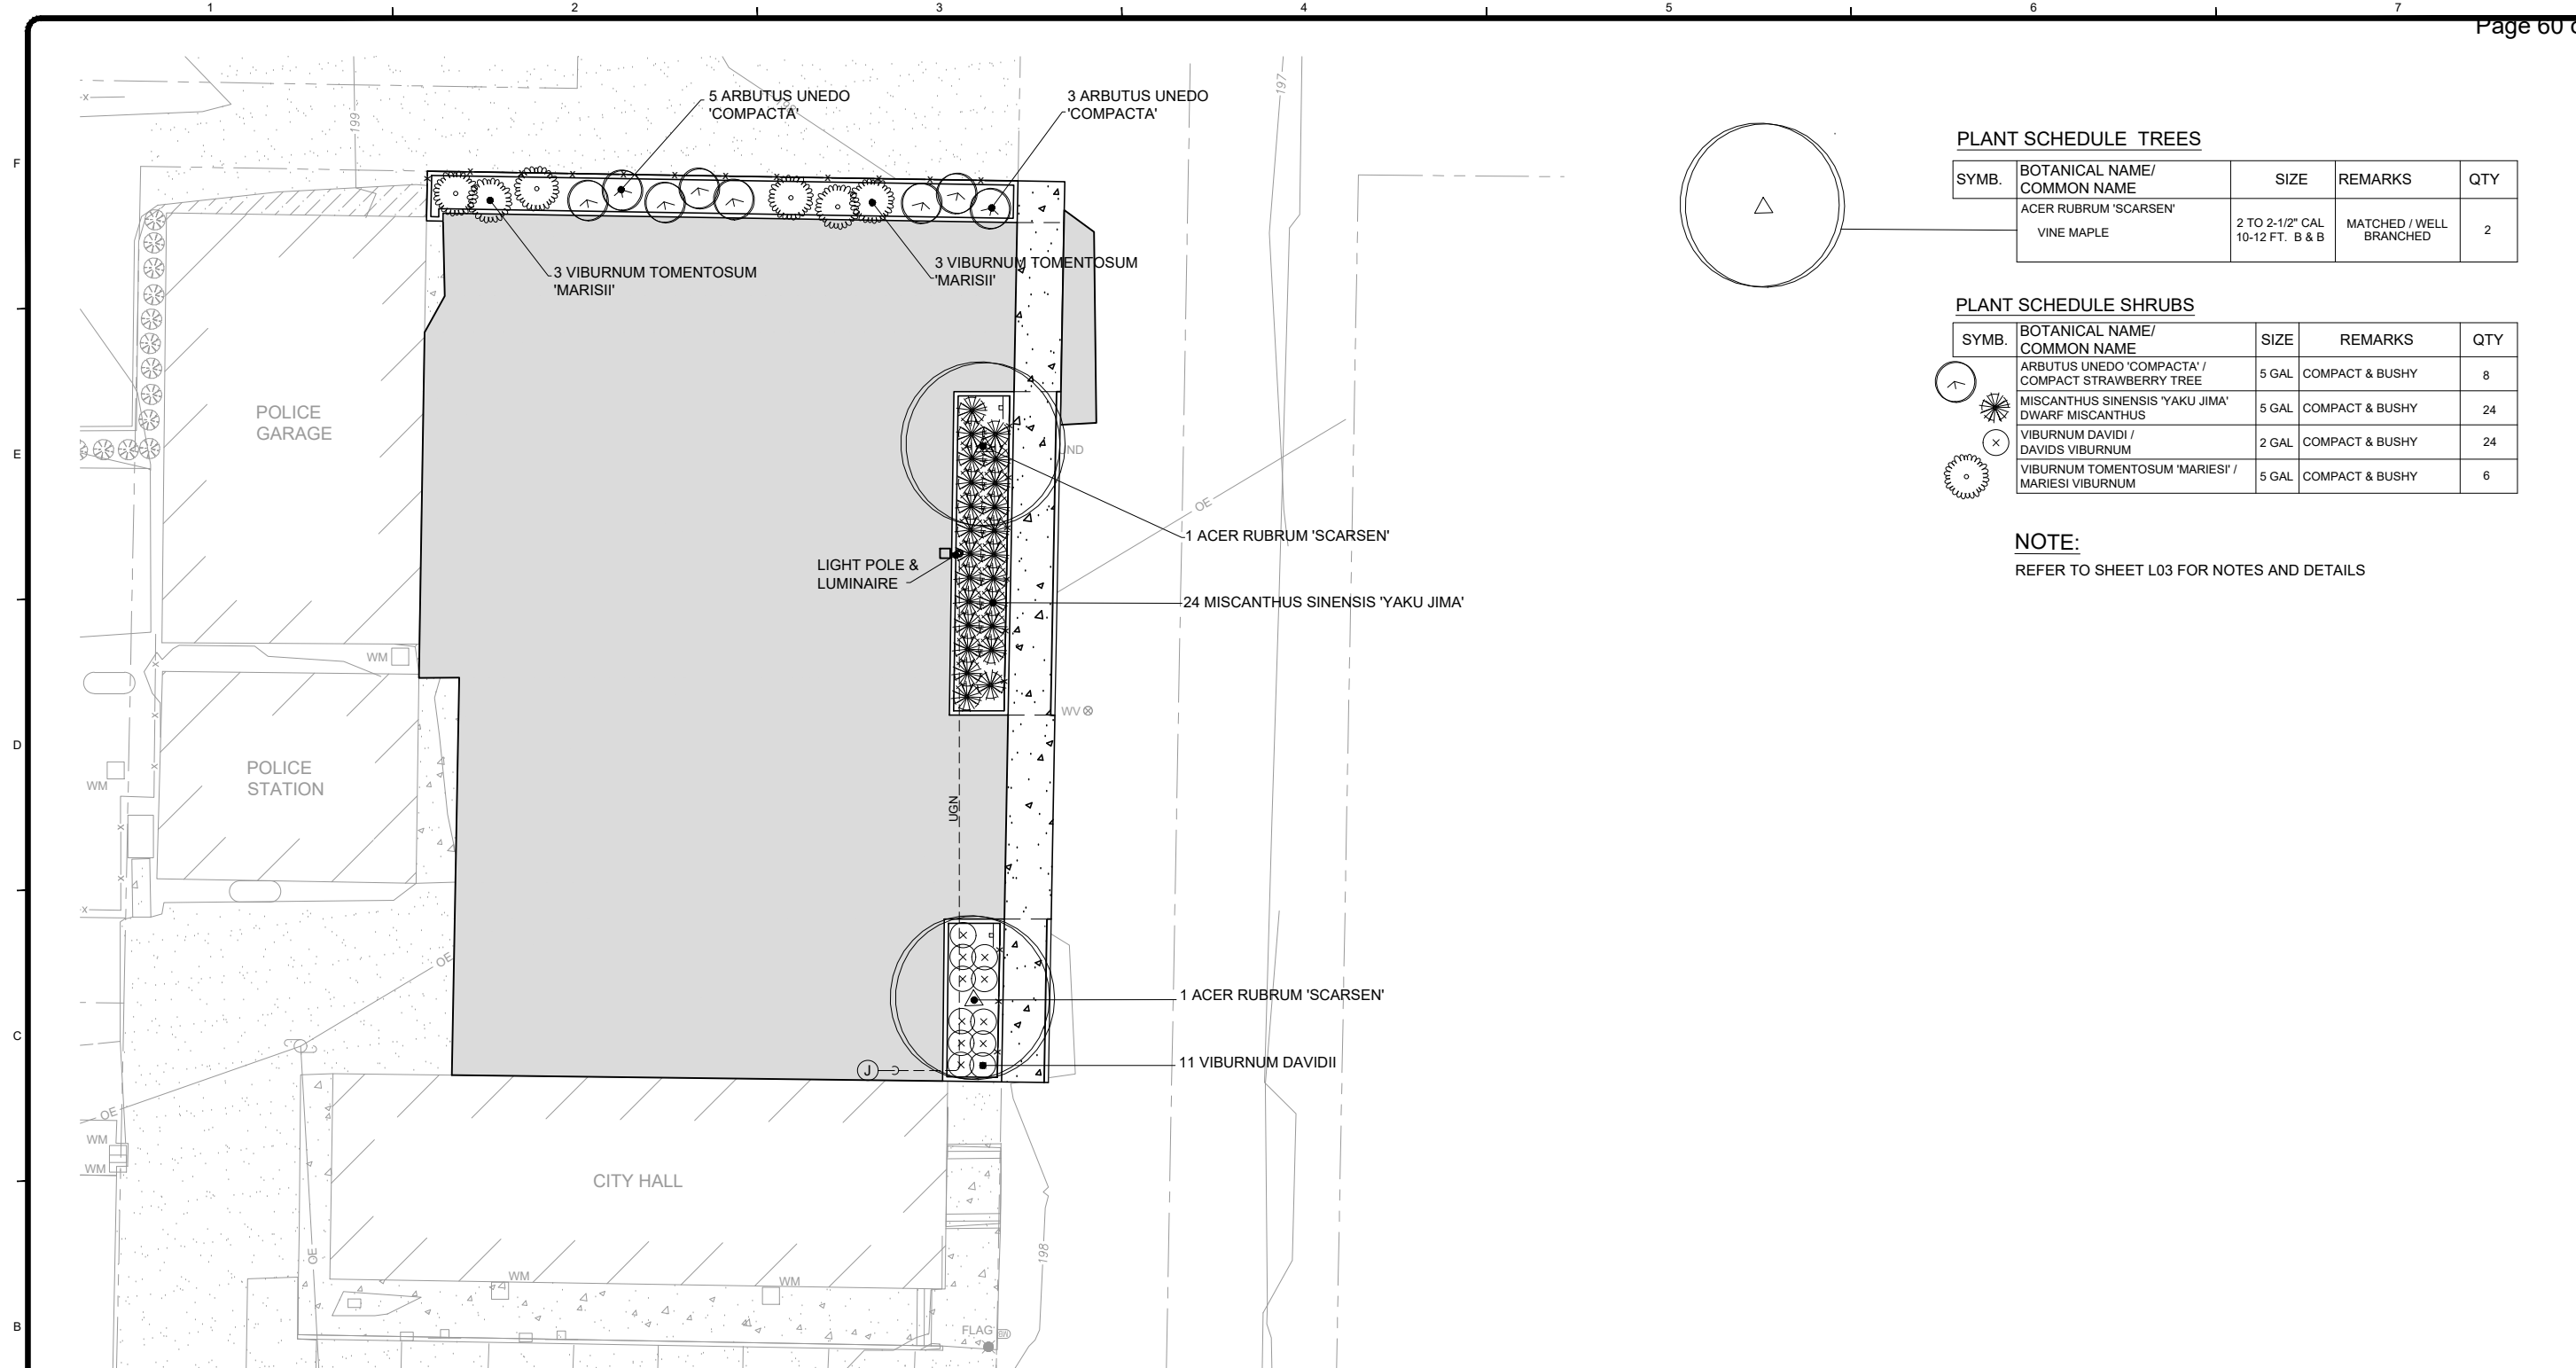 1 2 3 4 5 6 7
Page 60
F
E
D
C
B
5 ARBUTUS UNEDO
'COMPACTA'
3 ARBUTUS UNEDO
'COMPACTA'
197
199
3 VIBURNUM TOMENTOSUM
'MARISII'
3 VIBURNUM TOMENTOSUM
'MARISII'
POLICE
GARAGE
OE
1 ACER RUBRUM 'SCARSEN'
LIGHT POLE &
LUMINAIRE
24 MISCANTHUS SINENSIS 'YAKU JIMA'
WM
WV
POLICE
STATION
WM
UGN
OE
1 ACER RUBRUM 'SCARSEN'
11 VIBURNUM DAVIDII
J
OE
WM
WM
CITY HALL
198
OE
WM
WM
FLAG
PLANT SCHEDULE TREES
SYMB. BOTANICAL NAME/ SIZE REMARKS QTY
COMMON NAME
ACER RUBRUM 'SCARSEN'
VINE MAPLE
2 TO 2-1/2" CAL
10-12 FT. B & B
MATCHED / WELL
BRANCHED
2
PLANT SCHEDULE SHRUBS
SYMB. BOTANICAL NAME/ SIZE REMARKS QTY
COMMON NAME
ARBUTUS UNEDO 'COMPACTA' /
COMPACT STRAWBERRY TREE 5 GAL COMPACT & BUSHY 8
MISCANTHUS SINENSIS 'YAKU JIMA'
DWARF MISCANTHUS 5 GAL COMPACT & BUSHY 24
VIBURNUM DAVIDI /
DAVIDS VIBURNUM 2 GAL COMPACT & BUSHY 24
VIBURNUM TOMENTOSUM 'MARIESI' /
MARIESI VIBURNUM 5 GAL COMPACT & BUSHY 6
NOTE:
REFER TO SHEET L03 FOR NOTES AND DETAILS